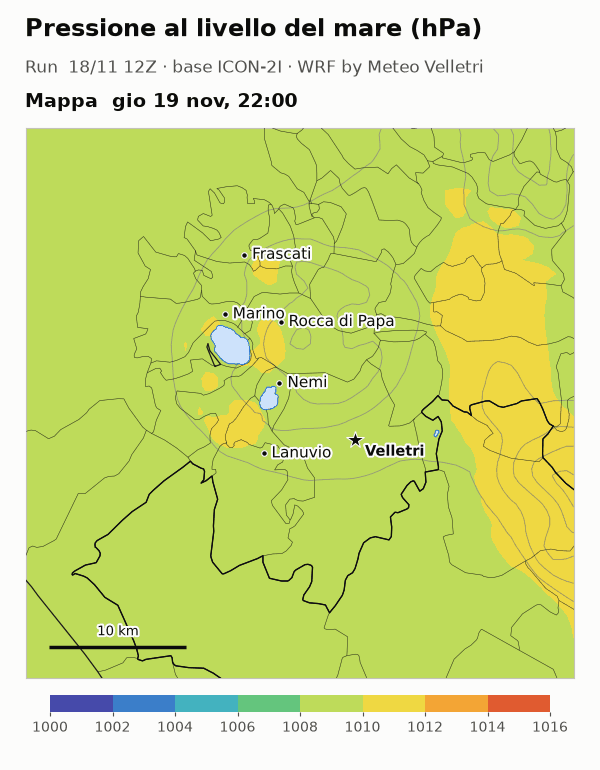 Pressione al livello del mare (hPa)
Run  18/11 12Z · base ICON-2I · WRF by Meteo Velletri
Mappa  gio 19 nov, 22:00
Frascati
Marino
Rocca di Papa
Nemi
Velletri
Lanuvio
10 km
1000 1002 1004 1006 1008 1010 1012 1014 1016